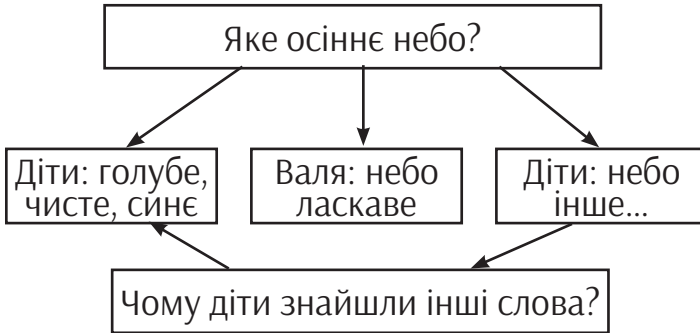 Яке осіннє небо?
Діти: голубе,
чисте, синє
Валя: небо
ласкаве
Діти: небо
інше...
Чому діти знайшли інші слова?